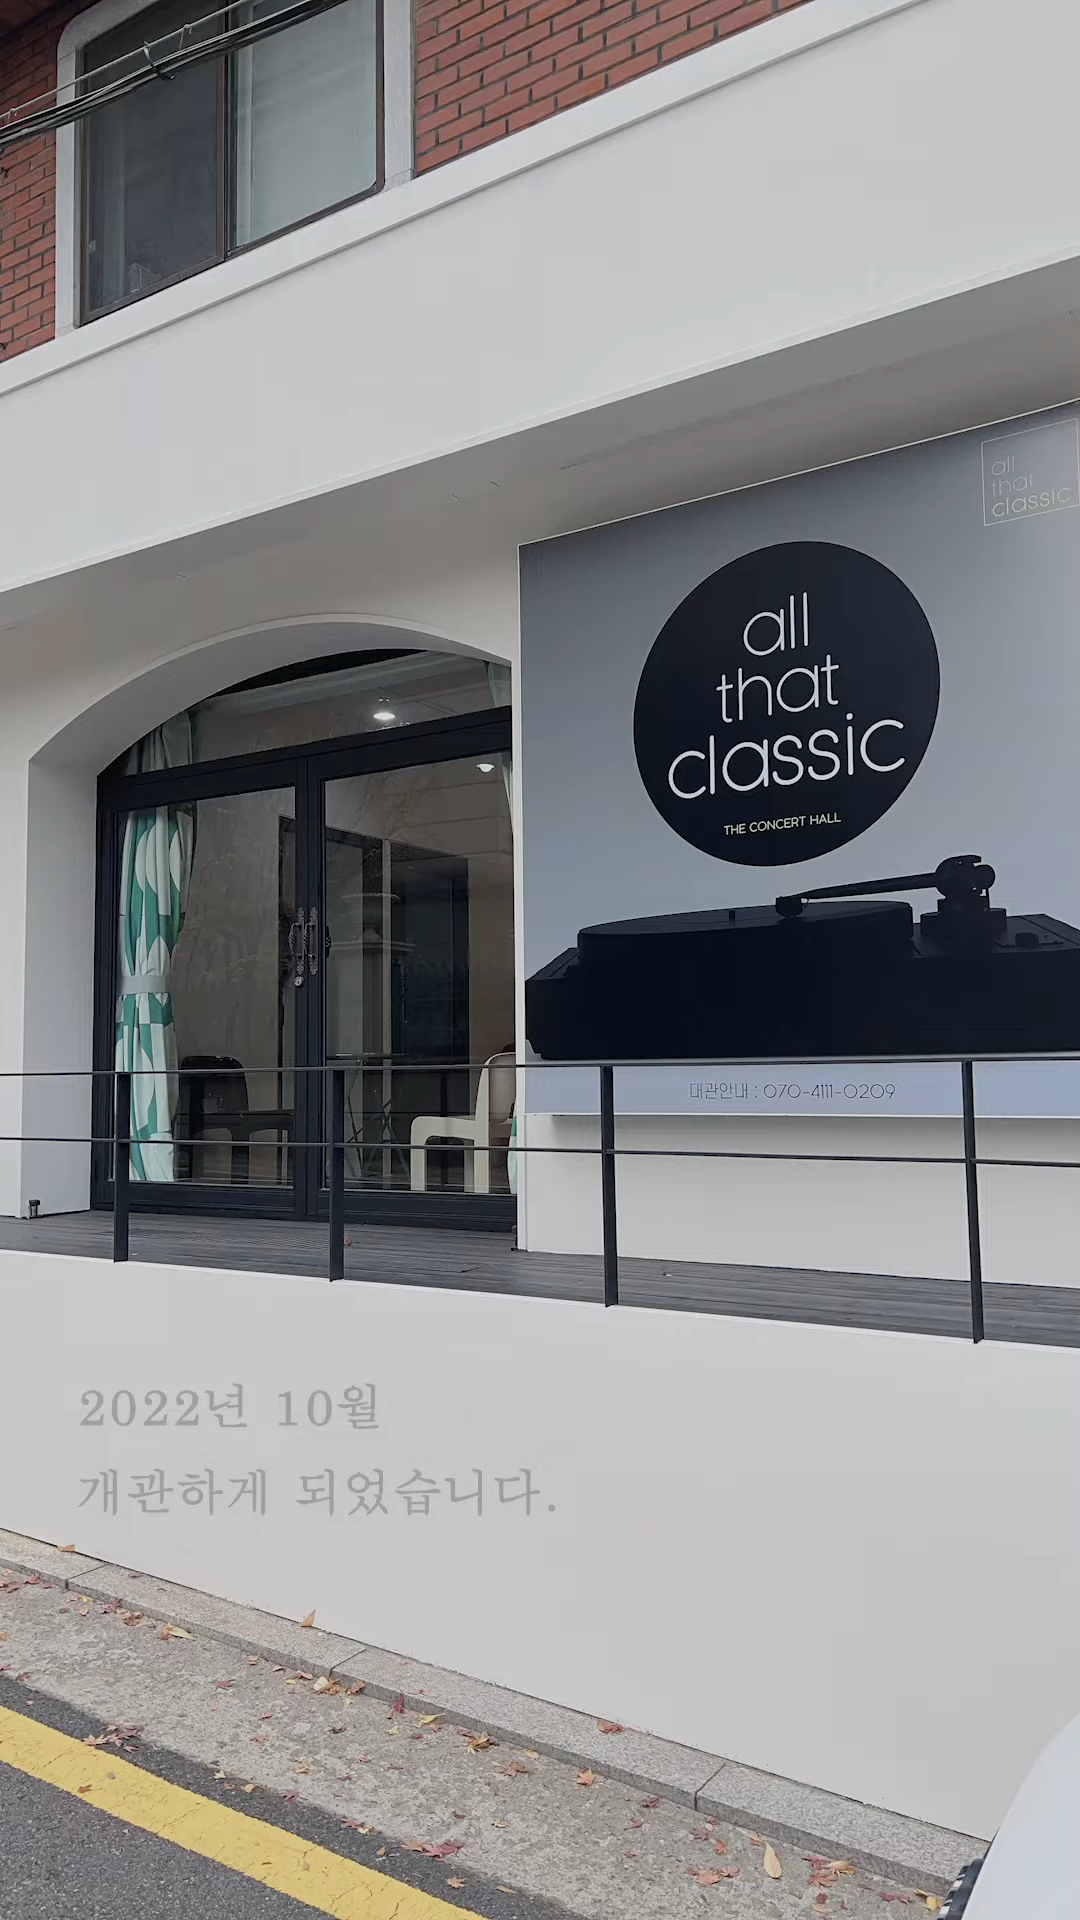 all
that
classic
all
that
classic
THE CONCERT HALL
대관안내 : 070-4111-0209
2022년 10월
개관하게 되었습니다.